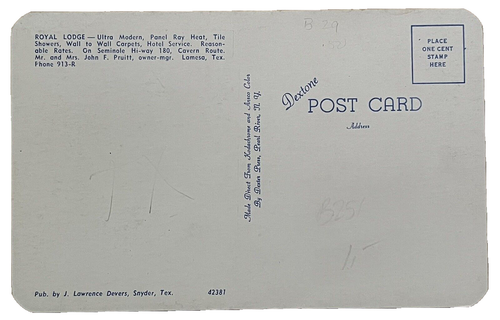 ROYAL LODGE — Ultra Modern, Panel Ray Heat, Tile
Showers, Wall to Wall Carpets, Hotel Service. Reason-
able Rates. On Seminole Hi-way 180, Cavern Route.
Mr. and Mrs. John F. Pruitt, owner-mgr. Lamesa, Tex.
Phone 913-R
Pub. by J. Lawrence Devers, Snyder, Tex. 42381
Made Direct From Kodachrome and Ansco Color
By Dexter Press, Pearl River, N. Y.
Dextone
POST CARD
Address
PLACE
ONE CENT
STAMP
HERE
B 29
B251